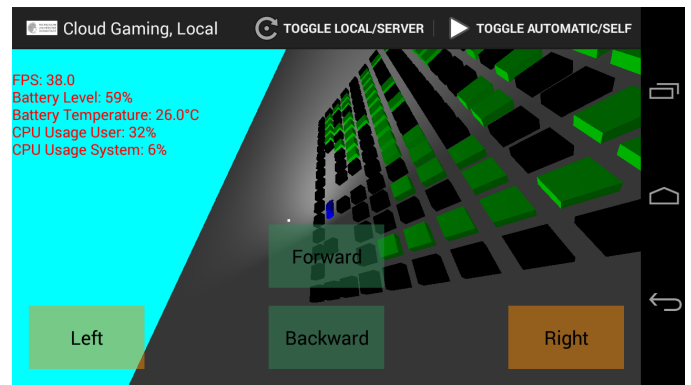 Cloud Gaming, Local
TOGGLE LOCAL/SERVER
TOGGLE AUTOMATIC/SELF
FPS: 38.0
Battery Level: 59%
Battery Temperature: 26.0°C
CPU Usage User: 32%
CPU Usage System: 6%
Forward
Left
Backward
Right